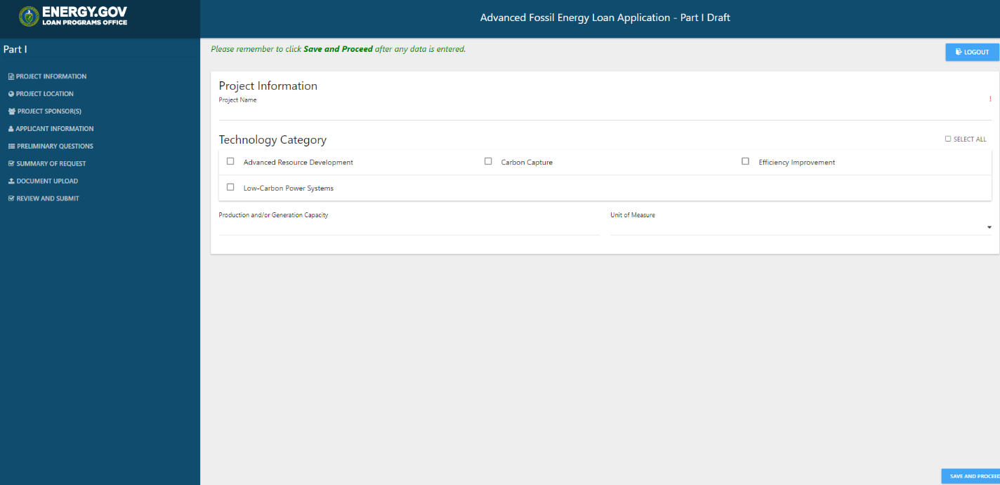 ENERGY.GOV
LOAN PROGRAMS OFFICE
Advanced Fossil Energy Loan Application - Part I Draft
Part I
PROJECT INFORMATION
PROJECT LOCATION
PROJECT SPONSOR(S)
APPLICANT INFORMATION
PRELIMINARY QUESTIONS
SUMMARY OF REQUEST
DOCUMENT UPLOAD
REVIEW AND SUBMIT
Please remember to click Save and Proceed after any data is entered.
LOGOUT
Project Information
Project Name
!
Technology Category
SELECT ALL
Advanced Resource Development
Carbon Capture
Efficiency Improvement
Low-Carbon Power Systems
Production and/or Generation Capacity
Unit of Measure
SAVE AND PROCEED